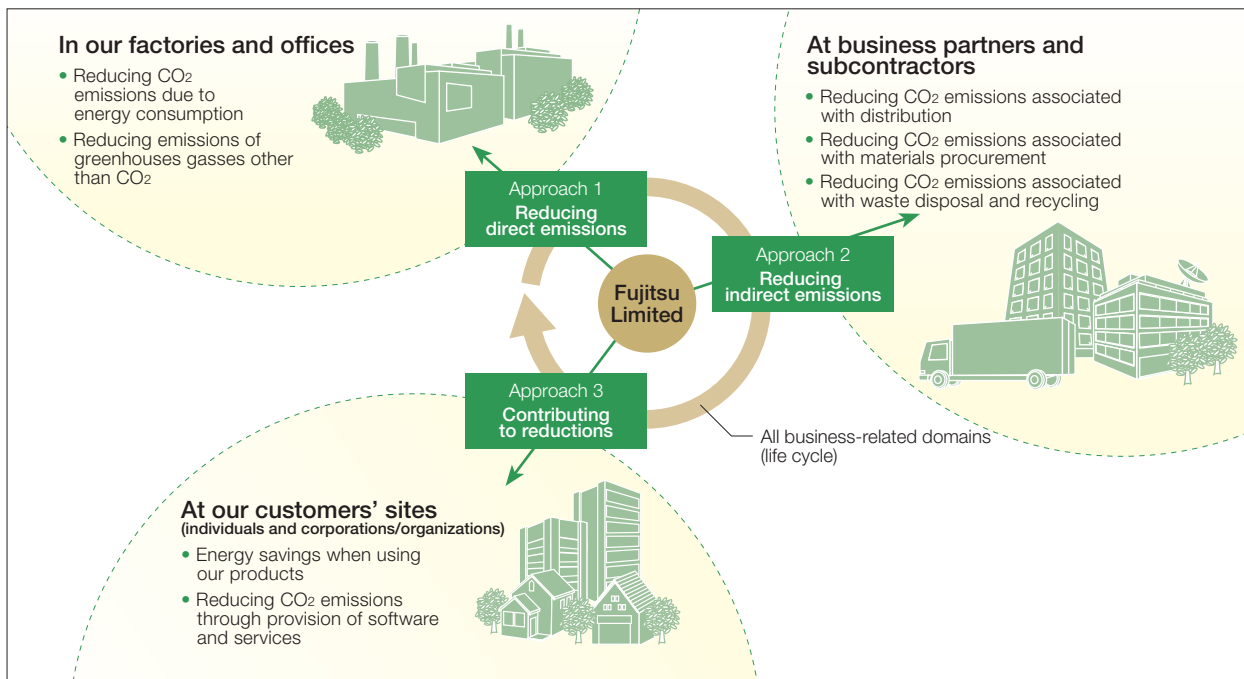 In our factories and offices
• Reducing CO2
emissions due to
energy consumption
• Reducing emissions of
greenhouses gasses other
than CO2
At business partners and
subcontractors
• Reducing CO2 emissions associated
with distribution
• Reducing CO2 emissions associated
with materials procurement
• Reducing CO2 emissions associated
with waste disposal and recycling
Approach 1
Reducing
direct emissions
Approach 2
Reducing
indirect emissions
Fujitsu
Limited
Approach 3
Contributing
to reductions
All business-related domains
(life cycle)
At our customers’ sites
(individuals and corporations/organizations)
• Energy savings when using
our products
• Reducing CO2 emissions
through provision of software
and services